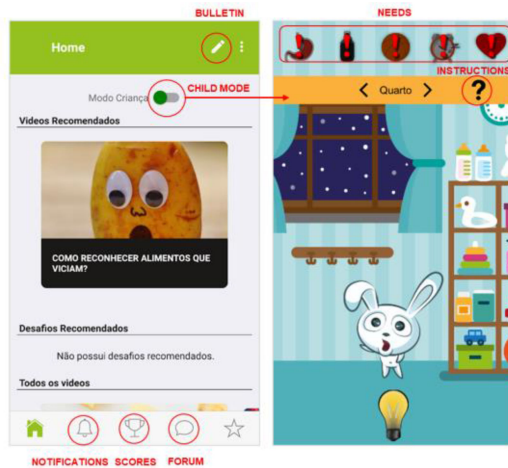 BULLETIN
NEEDS
Home
INSTRUCTIONS
Modo Criança
CHILD MODE
Quarto
?
Videos Recomendados
COMO RECONHECER ALIMENTOS QUE
VICIAM?
Desafios Recomendados
Não possui desafios recomendados.
Todos os videos
NOTIFICATIONS
SCORES
FORUM